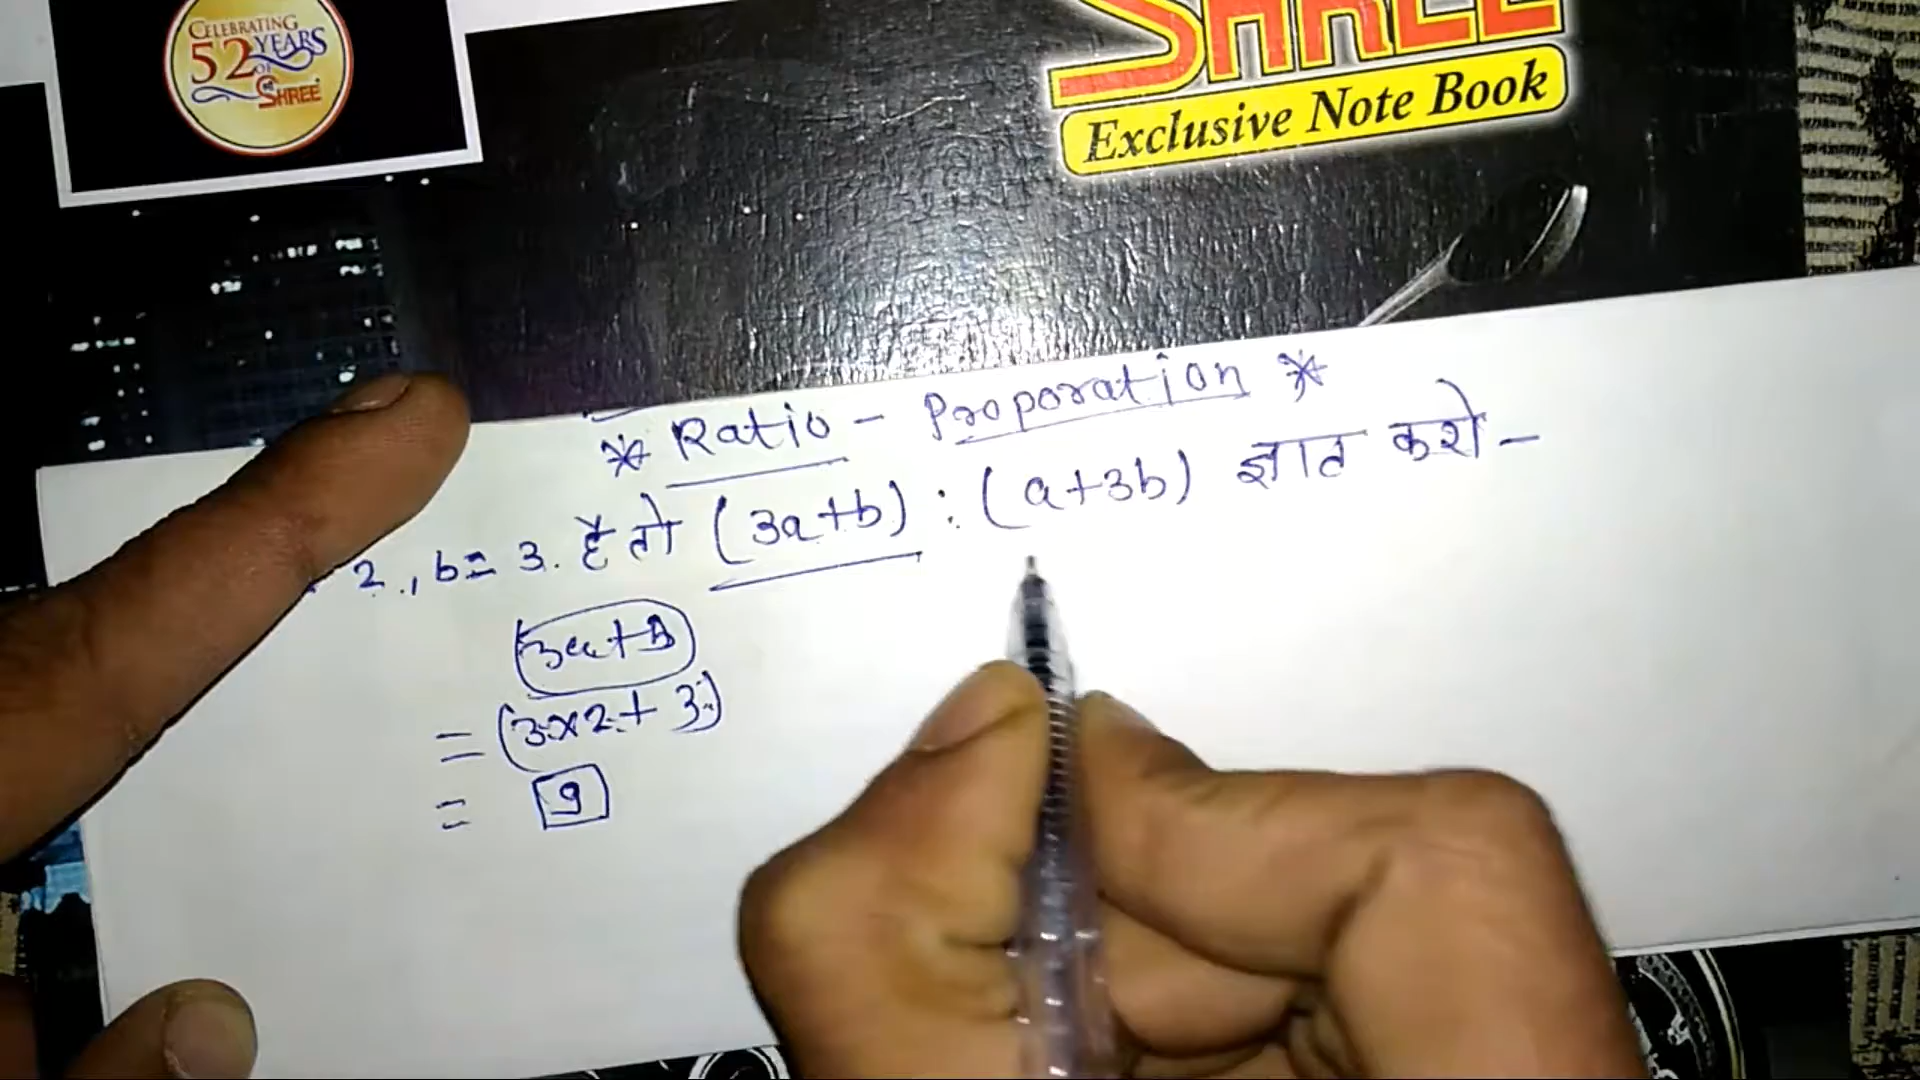 CELEBRATING
52 YEARS
OF
SHREE
SHREE
Exclusive Note Book
* Ratio - Proporation *
2., b= 3. है तो (3a+b) : (a+3b) ज्ञात करो -
(3a+b)
= (3×2+ 3)
= 9